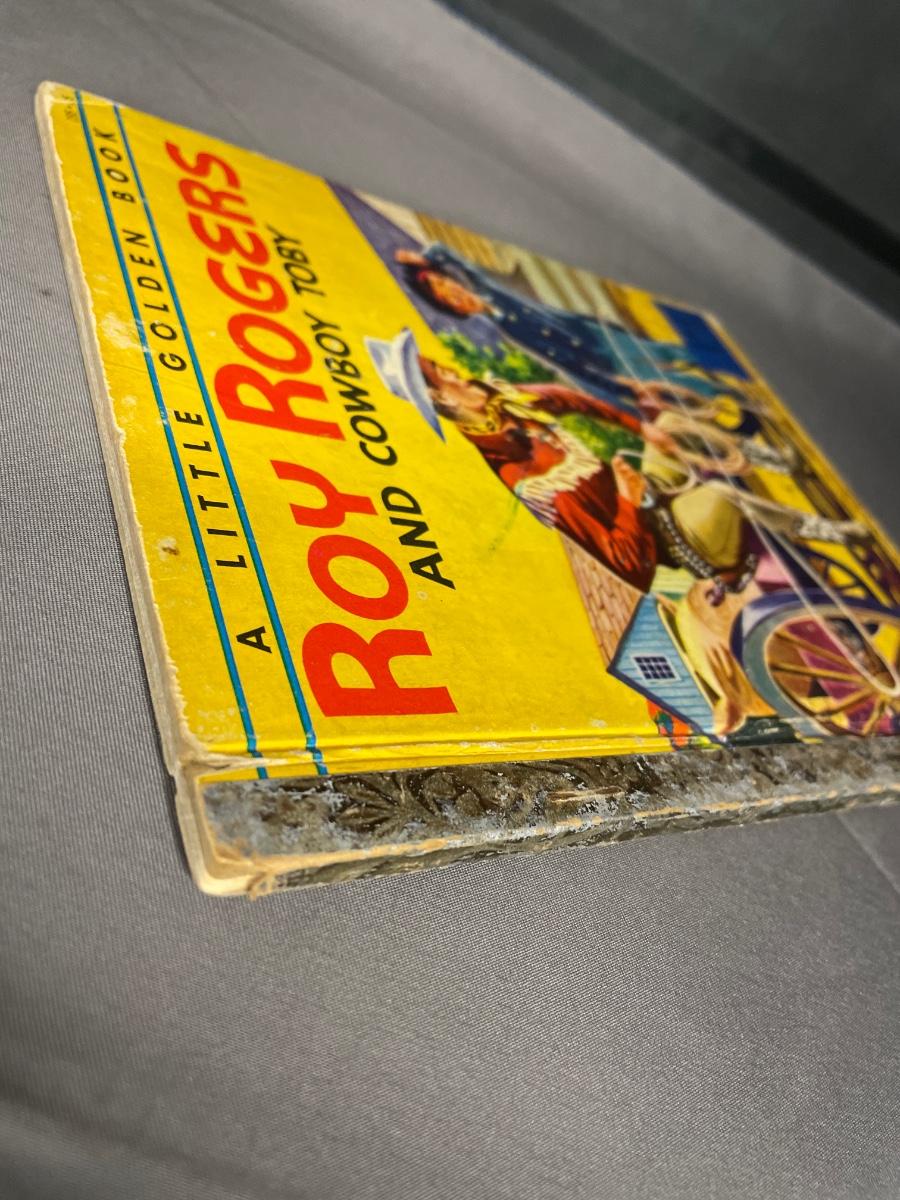 A LITTLE GOLDEN BOOK
ROY ROGERS
AND COWBOY TOBY